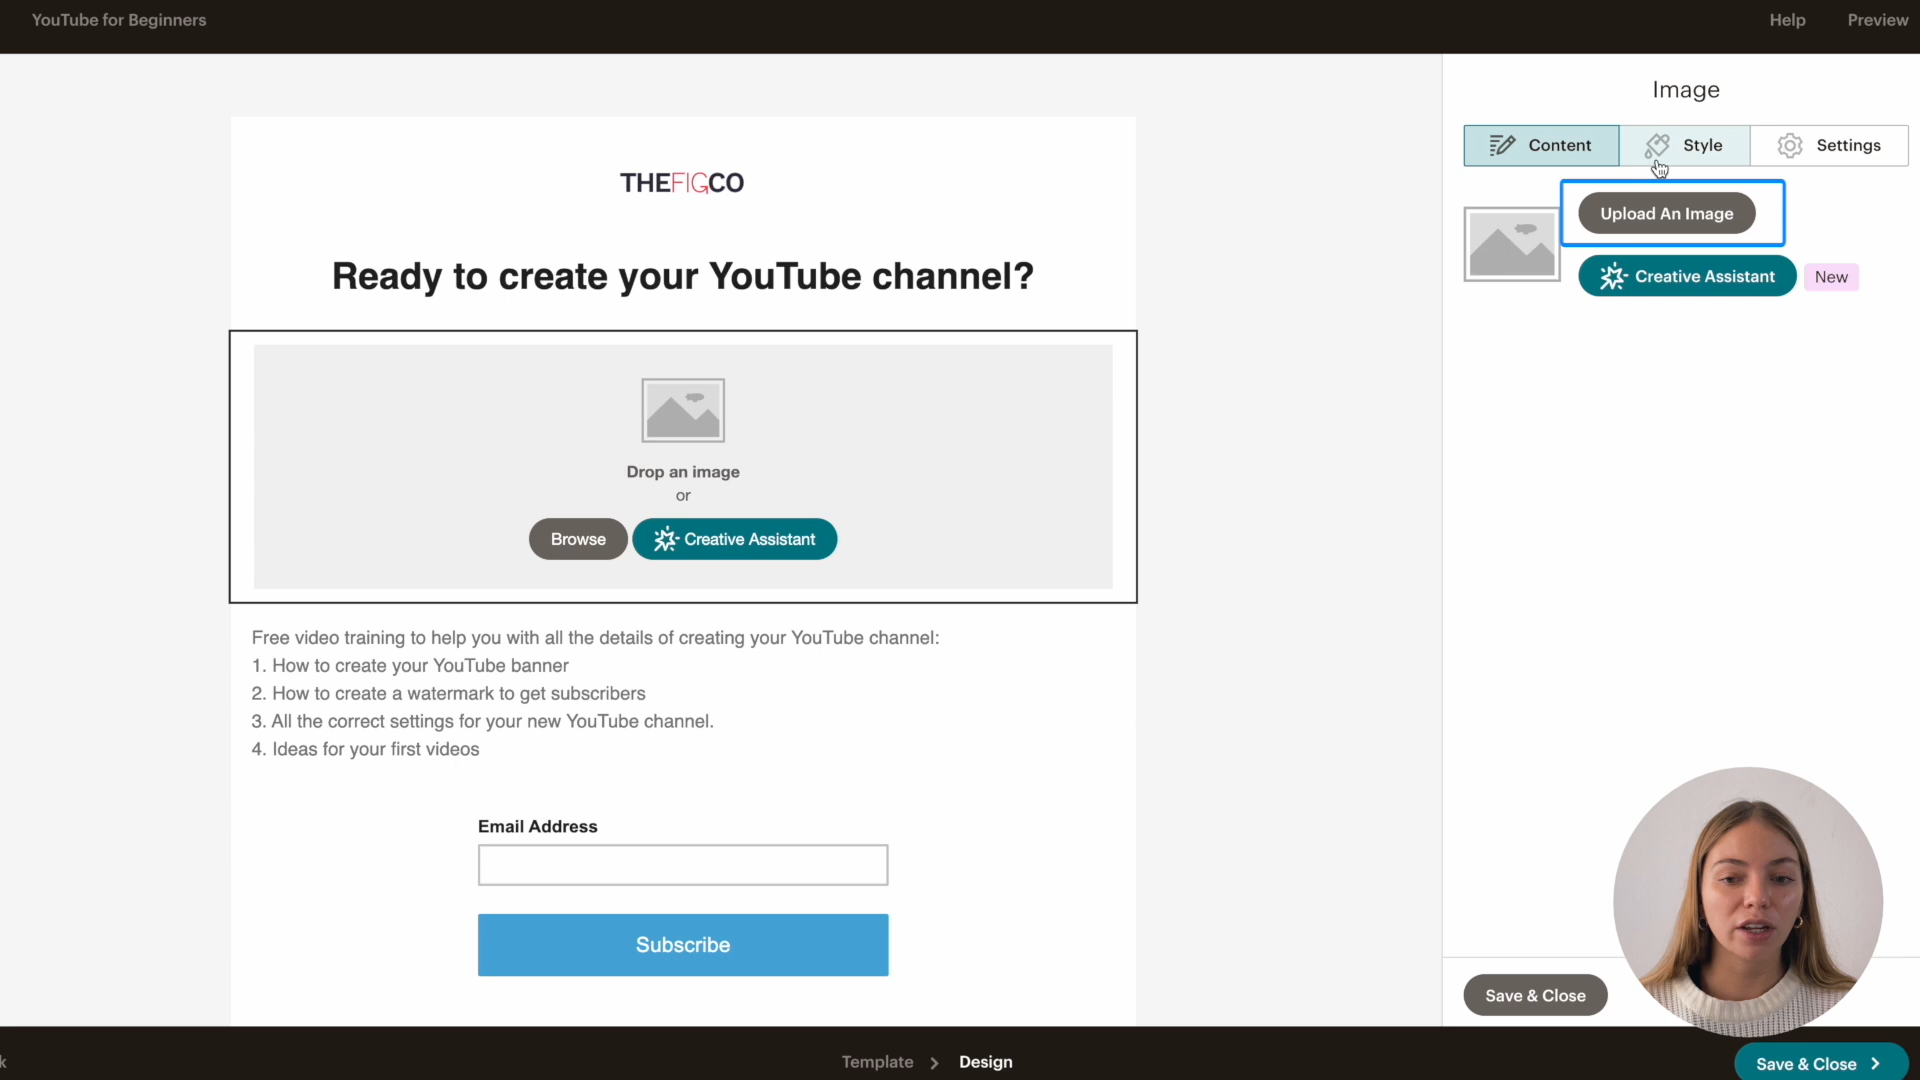 YouTube for Beginners
Help
Preview
Image
Content
Style
Settings
Upload An Image
Creative Assistant
New
THEFIGCO
Ready to create your YouTube channel?
Drop an image
or
Browse
Creative Assistant
Free video training to help you with all the details of creating your YouTube channel:
1. How to create your YouTube banner
2. How to create a watermark to get subscribers
3. All the correct settings for your new YouTube channel.
4. Ideas for your first videos
Email Address
Subscribe
Save & Close
k
Template
Design
Save & Close